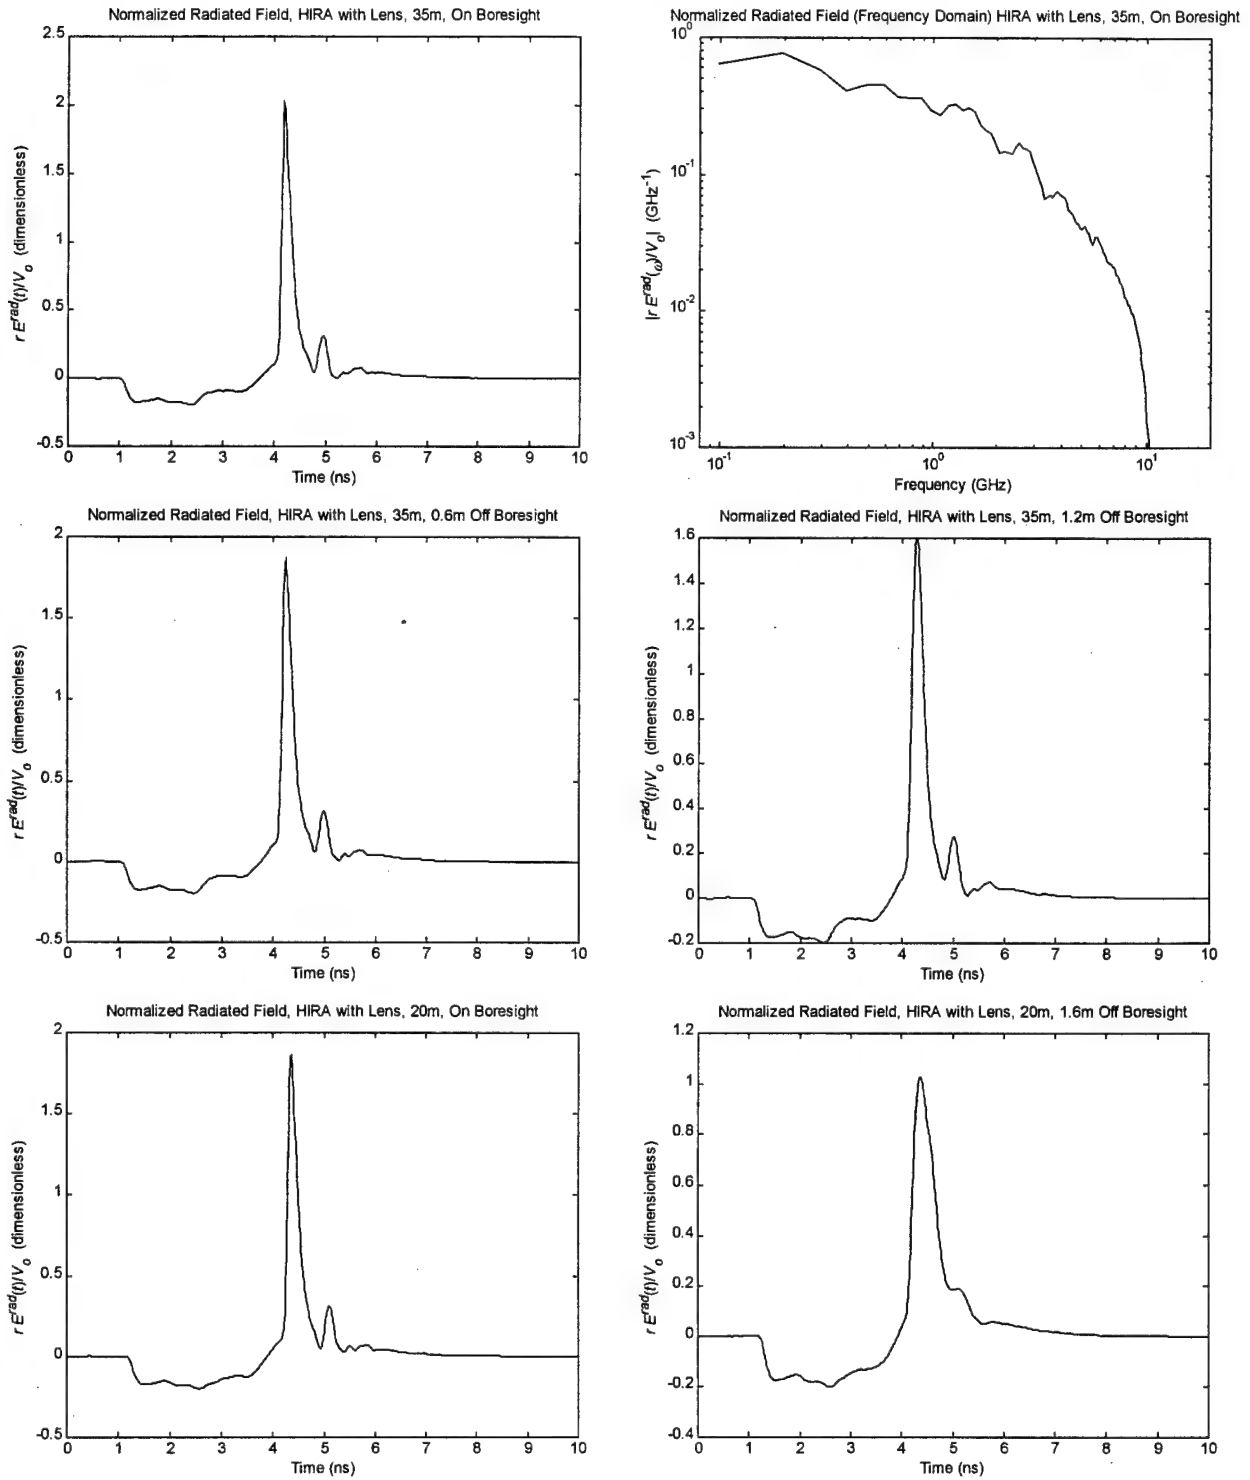 Normalized Radiated Field, HIRA with Lens, 35m, On Boresight
2.5
2
1.5
1
0.5
0
-0.5
r E^rad(t)/V_o (dimensionless)
0 1 2 3 4 5 6 7 8 9 10
Time (ns)
Normalized Radiated Field (Frequency Domain) HIRA with Lens, 35m, On Boresight
10^0
10^-1
10^-2
10^-3
|r E^rad(ω)/V_o| (GHz^-1)
10^-1 10^0 10^1
Frequency (GHz)
Normalized Radiated Field, HIRA with Lens, 35m, 0.6m Off Boresight
2
1.5
1
0.5
0
-0.5
r E^rad(t)/V_o (dimensionless)
0 1 2 3 4 5 6 7 8 9 10
Time (ns)
Normalized Radiated Field, HIRA with Lens, 35m, 1.2m Off Boresight
1.6
1.4
1.2
1
0.8
0.6
0.4
0.2
0
-0.2
r E^rad(t)/V_o (dimensionless)
0 1 2 3 4 5 6 7 8 9 10
Time (ns)
Normalized Radiated Field, HIRA with Lens, 20m, On Boresight
2
1.5
1
0.5
0
-0.5
r E^rad(t)/V_o (dimensionless)
0 1 2 3 4 5 6 7 8 9 10
Time (ns)
Normalized Radiated Field, HIRA with Lens, 20m, 1.6m Off Boresight
1.2
1
0.8
0.6
0.4
0.2
0
-0.2
-0.4
r E^rad(t)/V_o (dimensionless)
0 1 2 3 4 5 6 7 8 9 10
Time (ns)